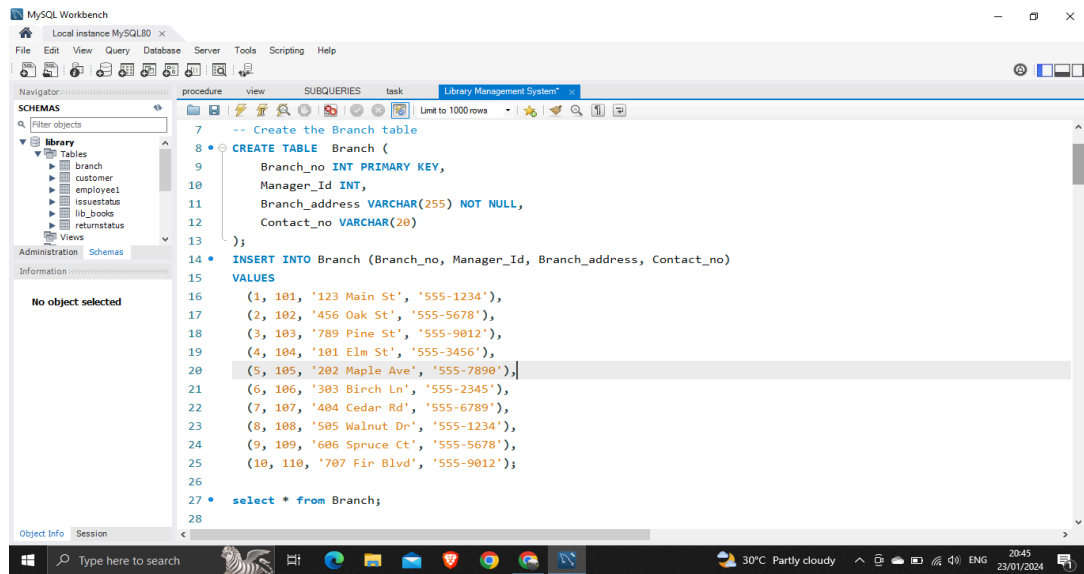 MySQL Workbench
Local instance MySQL80
File Edit View Query Database Server Tools Scripting Help
Navigator
procedure view SUBQUERIES task Library Management System*
SCHEMAS
Limit to 1000 rows
Filter objects
library
Tables
branch
customer
employee1
issuestatus
lib_books
returnstatus
Views
Administration Schemas
Information
No object selected
7 -- Create the Branch table
8 CREATE TABLE Branch (
9 Branch_no INT PRIMARY KEY,
10 Manager_Id INT,
11 Branch_address VARCHAR(255) NOT NULL,
12 Contact_no VARCHAR(20)
13 );
14 INSERT INTO Branch (Branch_no, Manager_Id, Branch_address, Contact_no)
15 VALUES
16 (1, 101, '123 Main St', '555-1234'),
17 (2, 102, '456 Oak St', '555-5678'),
18 (3, 103, '789 Pine St', '555-9012'),
19 (4, 104, '101 Elm St', '555-3456'),
20 (5, 105, '202 Maple Ave', '555-7890'),
21 (6, 106, '303 Birch Ln', '555-2345'),
22 (7, 107, '404 Cedar Rd', '555-6789'),
23 (8, 108, '505 Walnut Dr', '555-1234'),
24 (9, 109, '606 Spruce Ct', '555-5678'),
25 (10, 110, '707 Fir Blvd', '555-9012');
26
27 select * from Branch;
28
Object Info Session
Type here to search
30°C Partly cloudy
ENG
20:45
23/01/2024